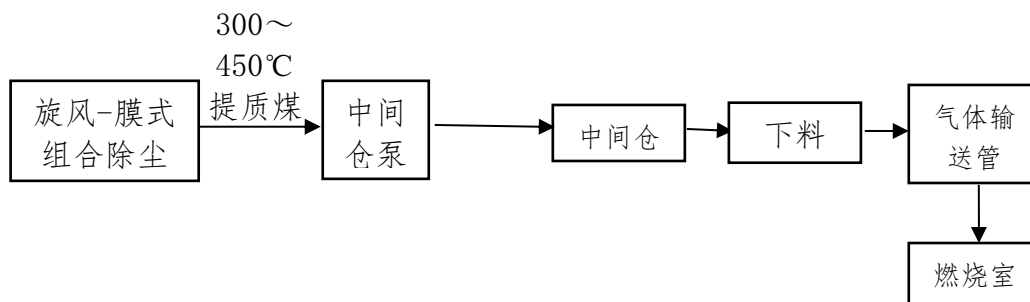 300～
450℃
提质煤
旋风-膜式
组合除尘
中间
仓泵
中间仓
下料
气体输
送管
燃烧室